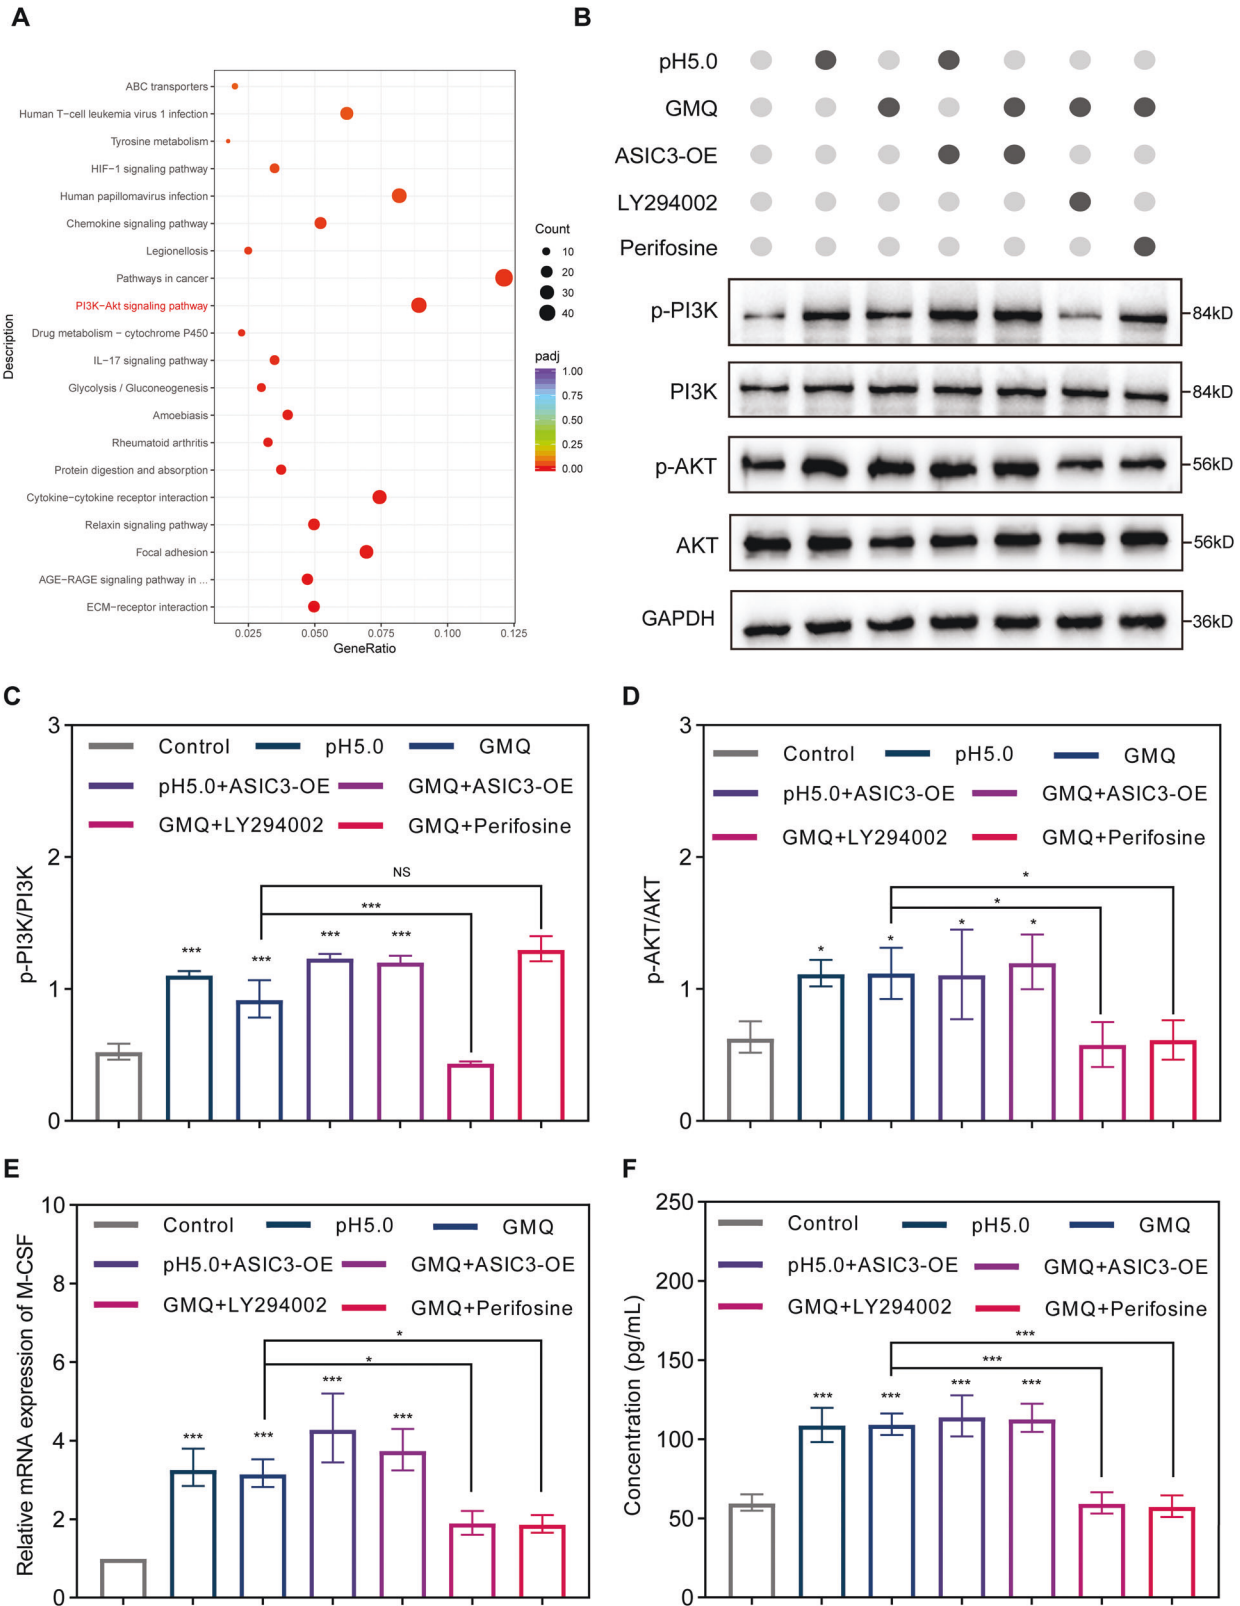 A
ABC transporters
Human T-cell leukemia virus 1 infection
Tyrosine metabolism
HIF-1 signaling pathway
Human papillomavirus infection
Chemokine signaling pathway
Legionellosis
Pathways in cancer
PI3K-Akt signaling pathway
Drug metabolism - cytochrome P450
IL-17 signaling pathway
Glycolysis / Gluconeogenesis
Amoebiasis
Rheumatoid arthritis
Protein digestion and absorption
Cytokine-cytokine receptor interaction
Relaxin signaling pathway
Focal adhesion
AGE-RAGE signaling pathway in ...
ECM-receptor interaction
Description
0.025 0.050 0.075 0.100 0.125
GeneRatio
Count
10
20
30
40
padj
1.00
0.75
0.50
0.25
0.00
B
pH5.0
GMQ
ASIC3-OE
LY294002
Perifosine
p-PI3K 84kD
PI3K 84kD
p-AKT 56kD
AKT 56kD
GAPDH 36kD
C
p-PI3K/PI3K
3
2
1
0
Control pH5.0 GMQ
pH5.0+ASIC3-OE GMQ+ASIC3-OE
GMQ+LY294002 GMQ+Perifosine
NS
***
*** *** *** ***
D
p-AKT/AKT
3
2
1
0
Control pH5.0 GMQ
pH5.0+ASIC3-OE GMQ+ASIC3-OE
GMQ+LY294002 GMQ+Perifosine
*
*
* * * *
E
Relative mRNA expression of M-CSF
10
8
6
4
2
0
Control pH5.0 GMQ
pH5.0+ASIC3-OE GMQ+ASIC3-OE
GMQ+LY294002 GMQ+Perifosine
*
*
*** *** *** ***
F
Concentration (pg/mL)
250
200
150
100
50
0
Control pH5.0 GMQ
pH5.0+ASIC3-OE GMQ+ASIC3-OE
GMQ+LY294002 GMQ+Perifosine
***
***
*** *** *** ***